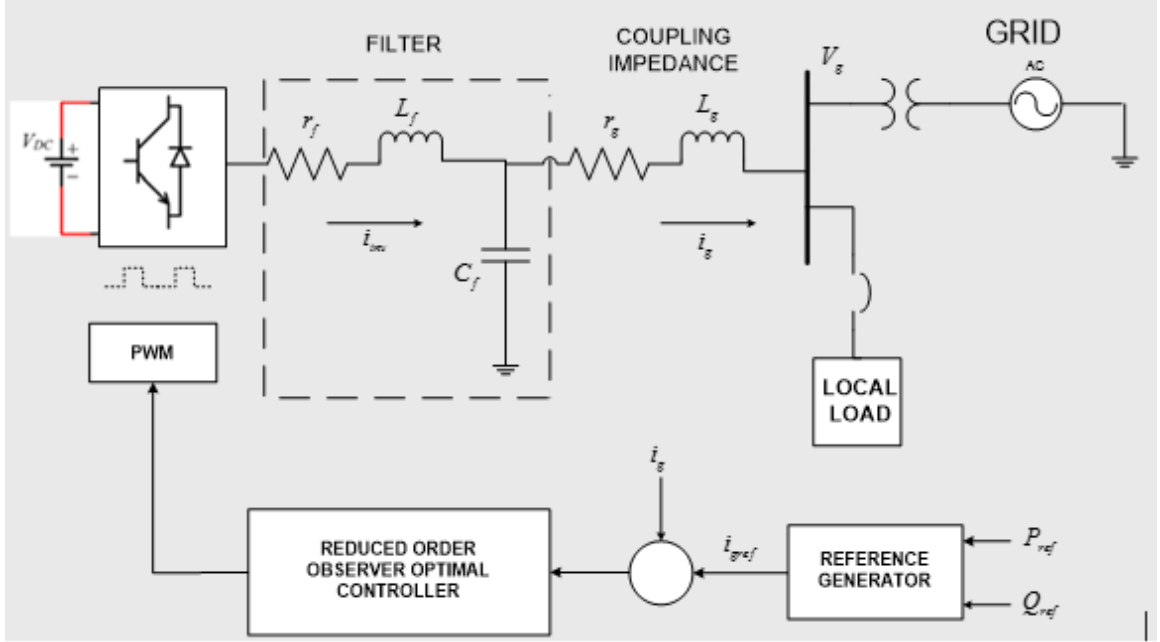 FILTER
COUPLING
IMPEDANCE
GRID
AC
V_g
V_DC
+
−
r_f
L_f
r_g
L_g
i_inv
i_g
C_f
PWM
LOCAL
LOAD
i_g
REDUCED ORDER
OBSERVER OPTIMAL
CONTROLLER
i_gref
REFERENCE
GENERATOR
P_ref
Q_ref